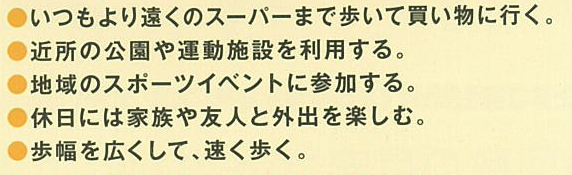 ●いつもより遠くのスーパーまで歩いて買い物に行く。
●近所の公園や運動施設を利用する。
●地域のスポーツイベントに参加する。
●休日には家族や友人と外出を楽しむ。
●歩幅を広くして、速く歩く。